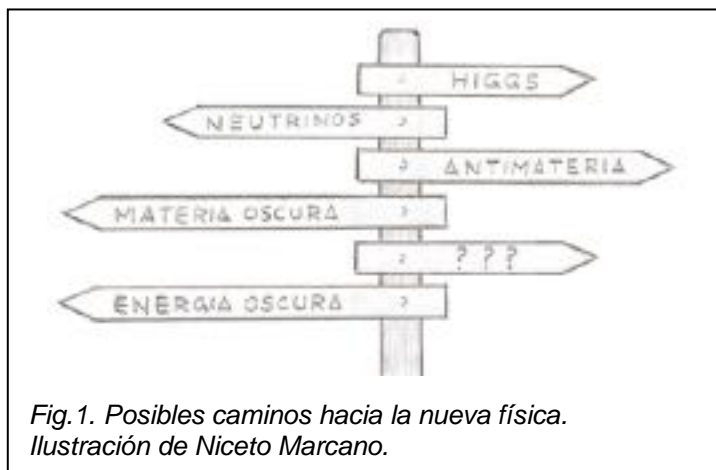 HIGGS
NEUTRINOS
ANTIMATERIA
MATERIA OSCURA
? ? ?
ENERGIA OSCURA
Fig.1. Posibles caminos hacia la nueva física.
Ilustración de Niceto Marcano.